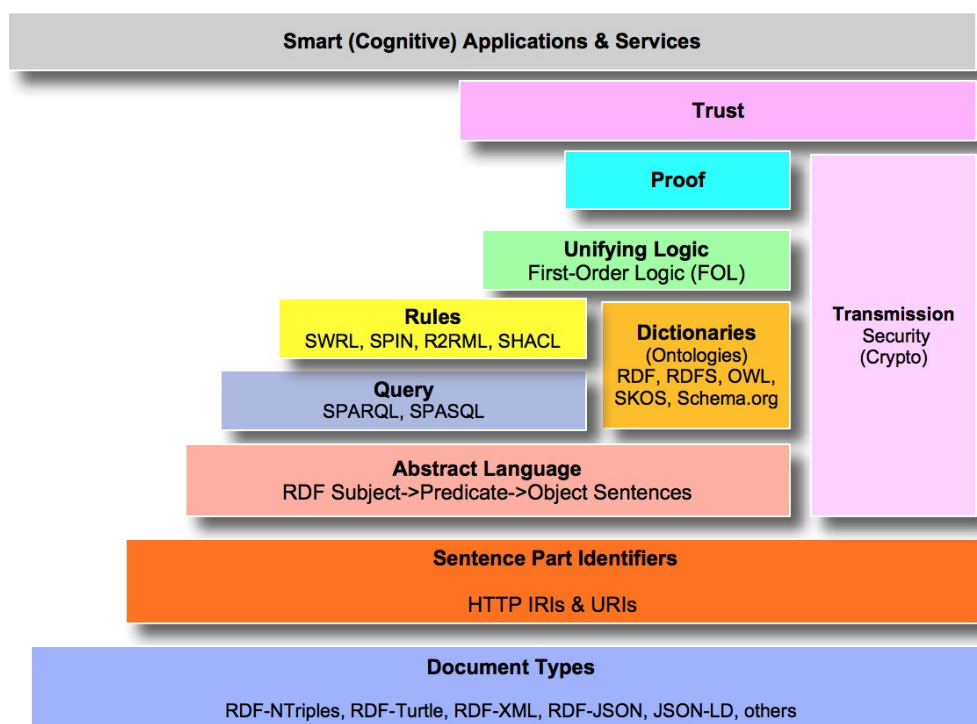 Smart (Cognitive) Applications & Services
Trust
Proof
Unifying Logic
First-Order Logic (FOL)
Rules
SWRL, SPIN, R2RML, SHACL
Dictionaries
(Ontologies)
RDF, RDFS, OWL,
SKOS, Schema.org
Transmission
Security
(Crypto)
Query
SPARQL, SPASQL
Abstract Language
RDF Subject->Predicate->Object Sentences
Sentence Part Identifiers
HTTP IRIs & URIs
Document Types
RDF-NTriples, RDF-Turtle, RDF-XML, RDF-JSON, JSON-LD, others